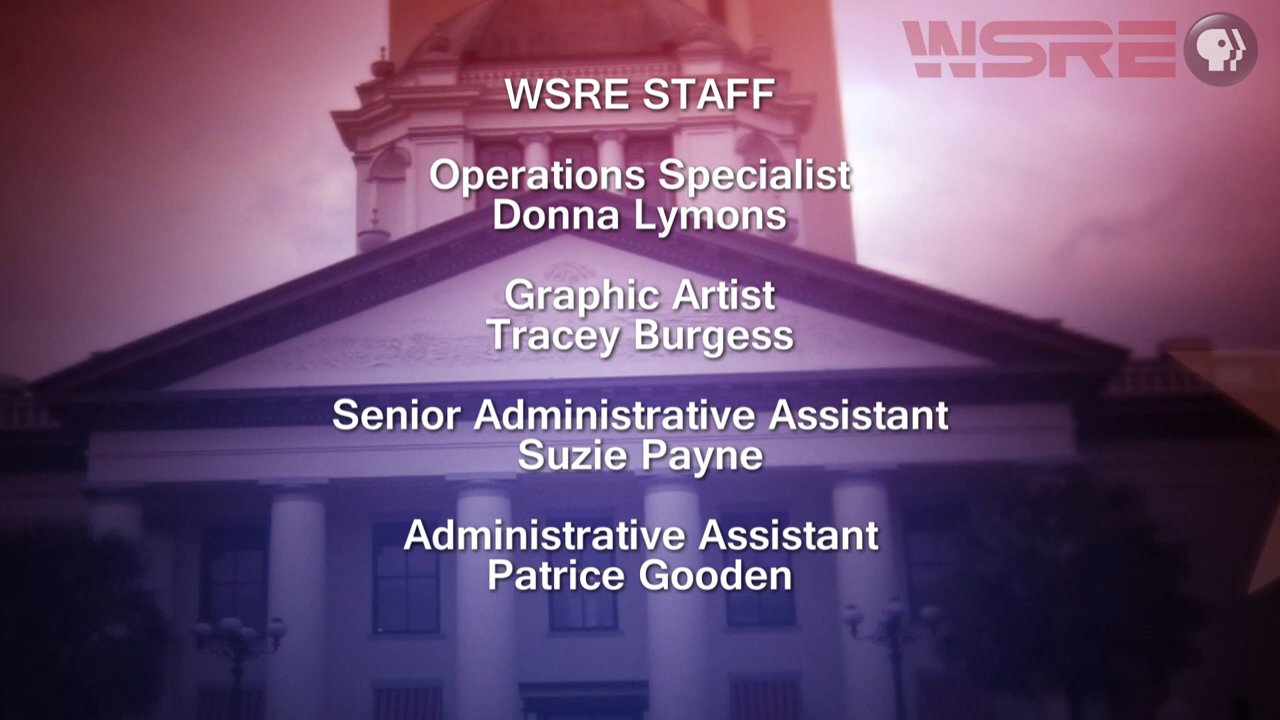 WSRE
WSRE STAFF
Operations Specialist
Donna Lymons
Graphic Artist
Tracey Burgess
Senior Administrative Assistant
Suzie Payne
Administrative Assistant
Patrice Gooden